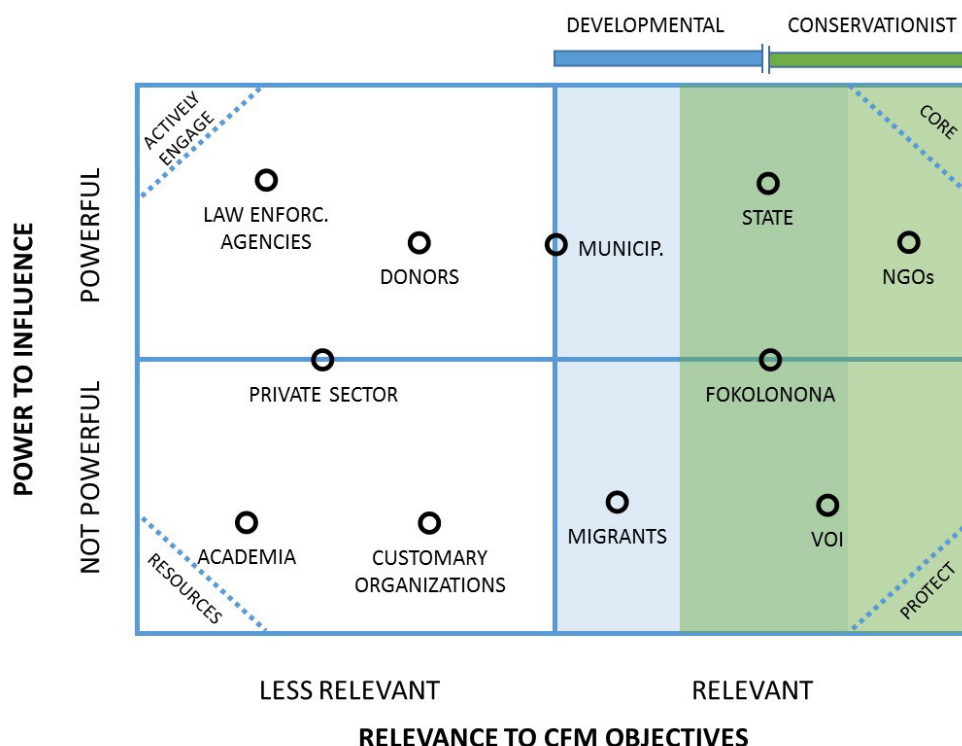 DEVELOPMENTAL
CONSERVATIONIST
ACTIVELY
ENGAGE
CORE
POWER TO INFLUENCE
POWERFUL
LAW ENFORC.
AGENCIES
DONORS
MUNICIP.
STATE
NGOs
PRIVATE SECTOR
FOKOLONONA
NOT POWERFUL
ACADEMIA
CUSTOMARY
ORGANIZATIONS
MIGRANTS
VOI
RESOURCES
PROTECT
LESS RELEVANT
RELEVANT
RELEVANCE TO CFM OBJECTIVES